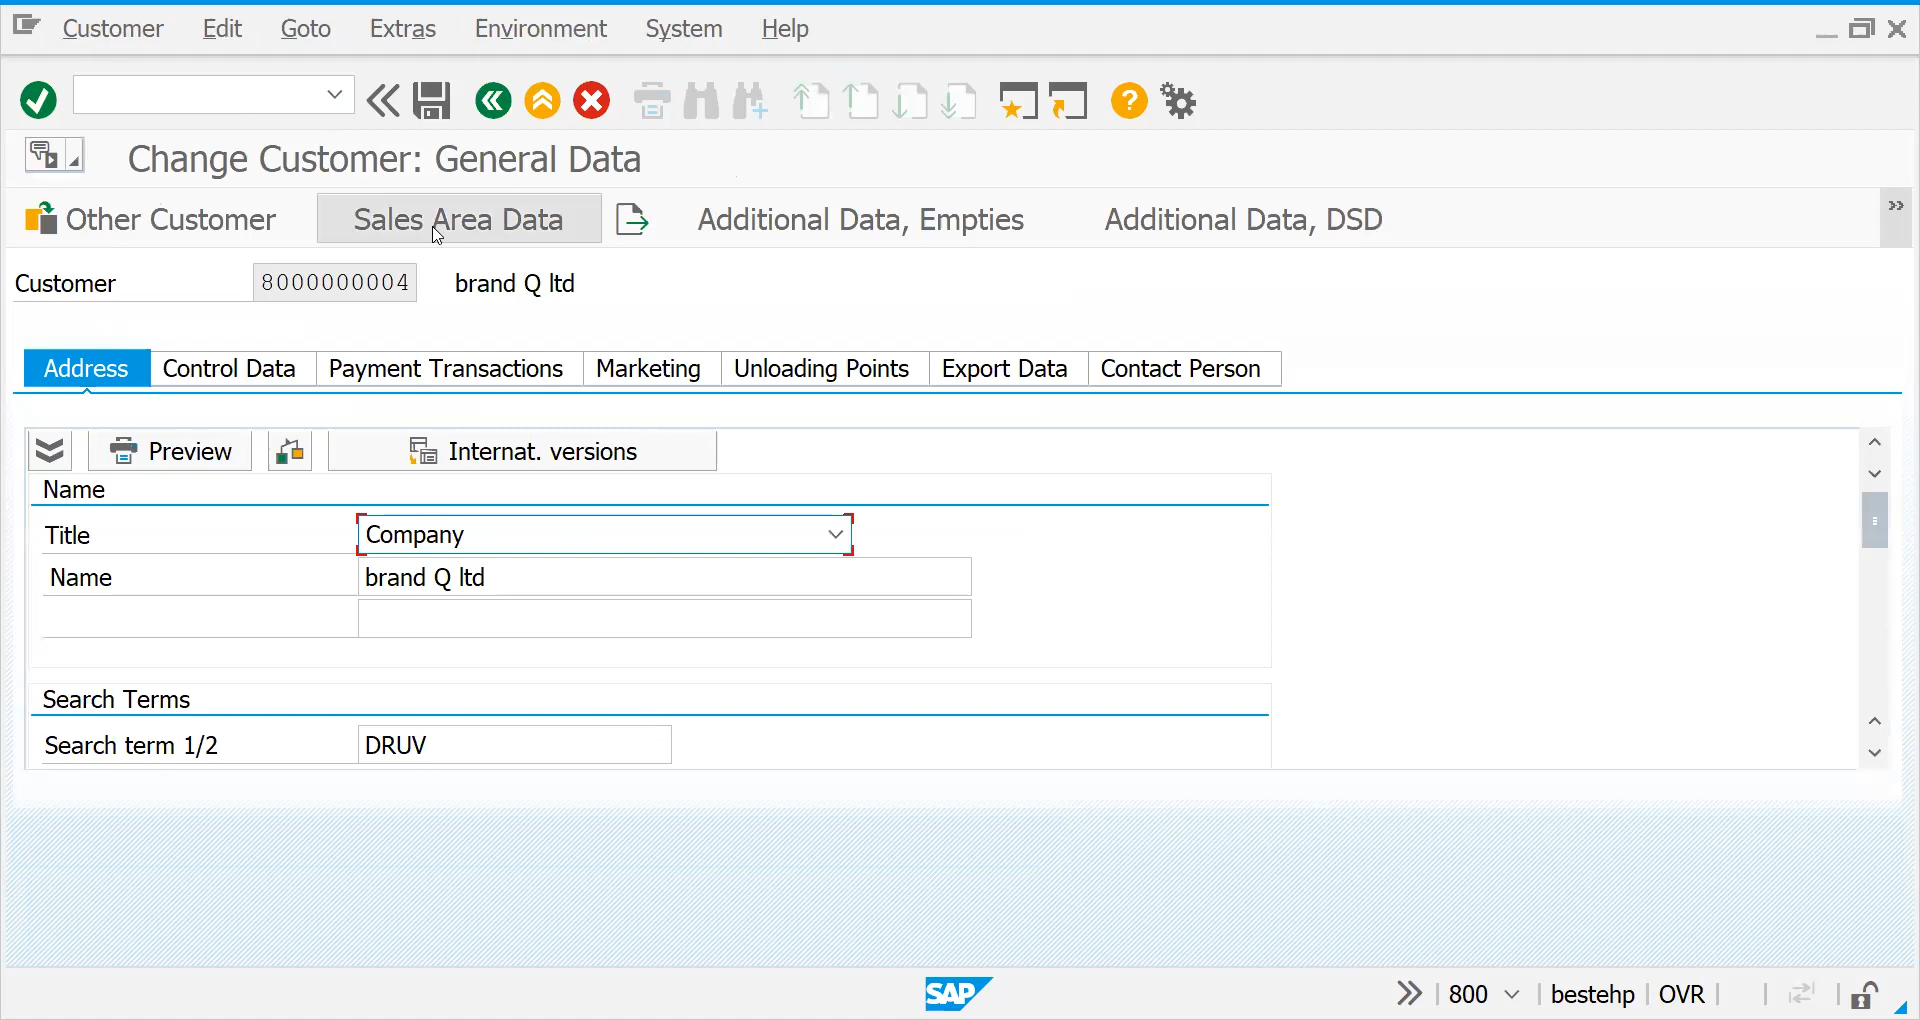 Customer Edit Goto Extras Environment System Help
Change Customer: General Data
Other Customer Sales Area Data Additional Data, Empties Additional Data, DSD
Customer 8000000004 brand Q ltd
Address Control Data Payment Transactions Marketing Unloading Points Export Data Contact Person
Preview Internat. versions
Name
Title Company
Name brand Q ltd
Search Terms
Search term 1/2 DRUV
SAP 800 bestehp OVR